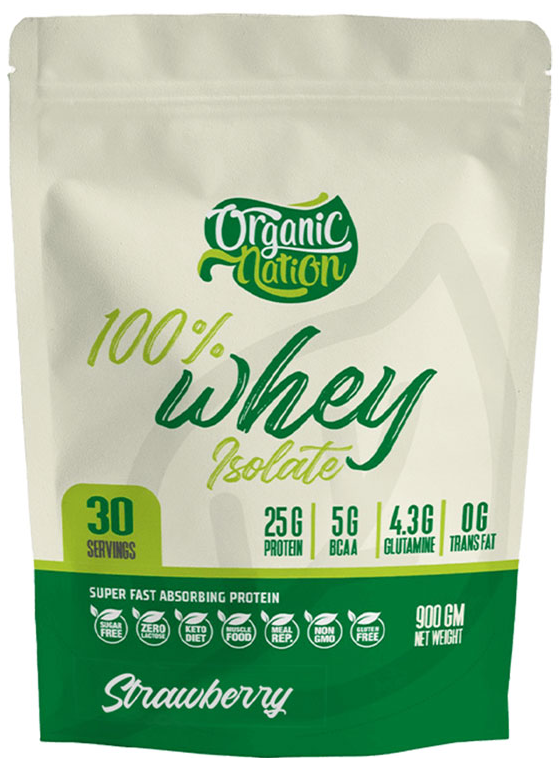 Organic
Nation
100%
Whey
Isolate
30
SERVINGS
25G
PROTEIN
5G
BCAA
4.3G
GLUTAMINE
0G
TRANS FAT
SUPER FAST ABSORBING PROTEIN
SUGAR
FREE
ZERO
LACTOSE
KETO
DIET
MUSCLE
FOOD
MEAL
REP.
NON
GMO
GLUTEN
FREE
900 GM
NET WEIGHT
Strawberry